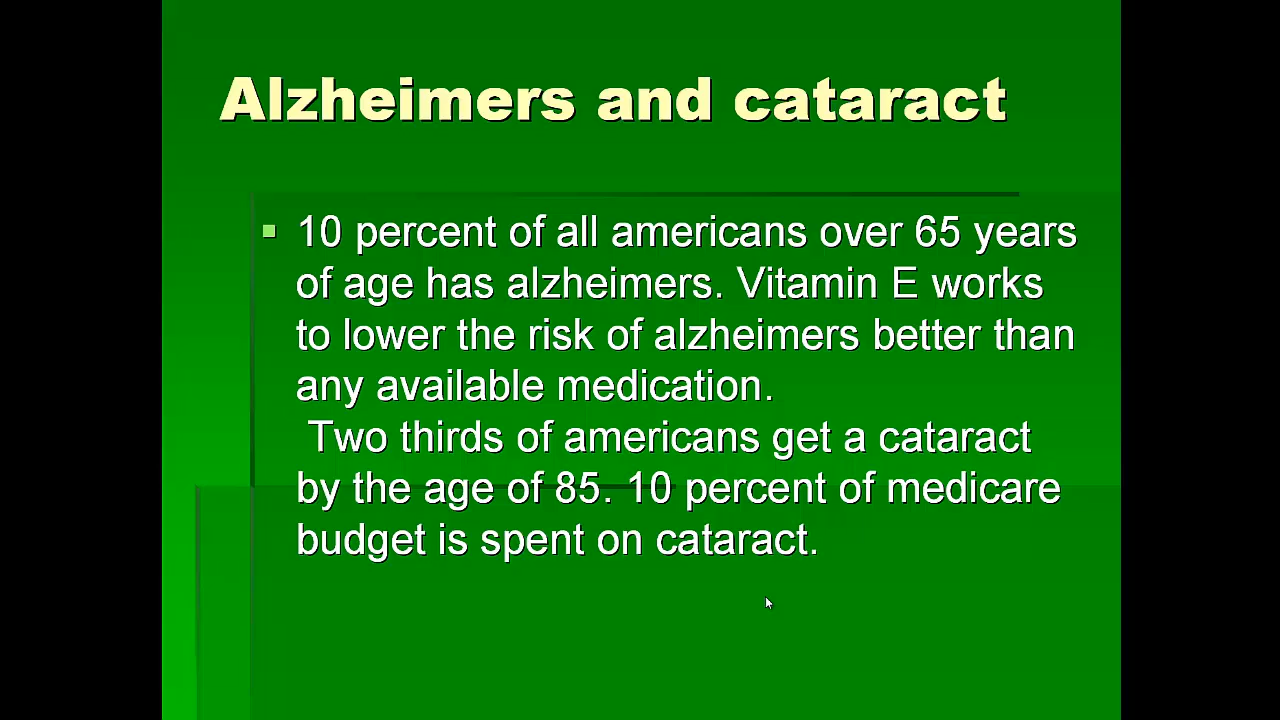 Alzheimers and cataract
10 percent of all americans over 65 years
of age has alzheimers. Vitamin E works
to lower the risk of alzheimers better than
any available medication.
Two thirds of americans get a cataract
by the age of 85. 10 percent of medicare
budget is spent on cataract.